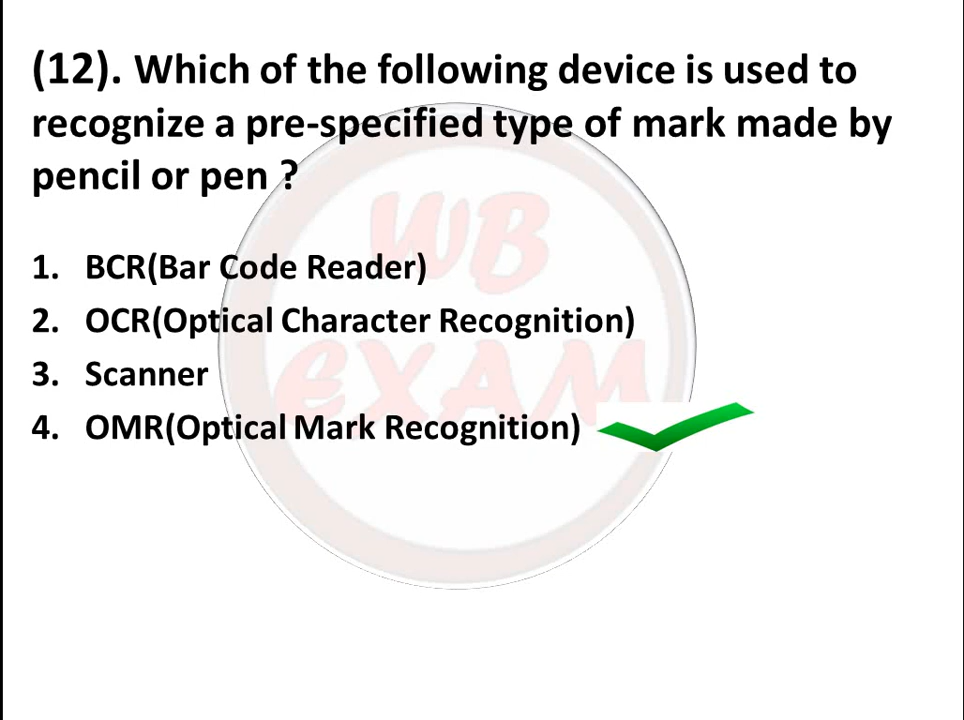 (12). Which of the following device is used to
recognize a pre-specified type of mark made by
pencil or pen ?
WB
EXAM
1. BCR(Bar Code Reader)
2. OCR(Optical Character Recognition)
3. Scanner
4. OMR(Optical Mark Recognition)